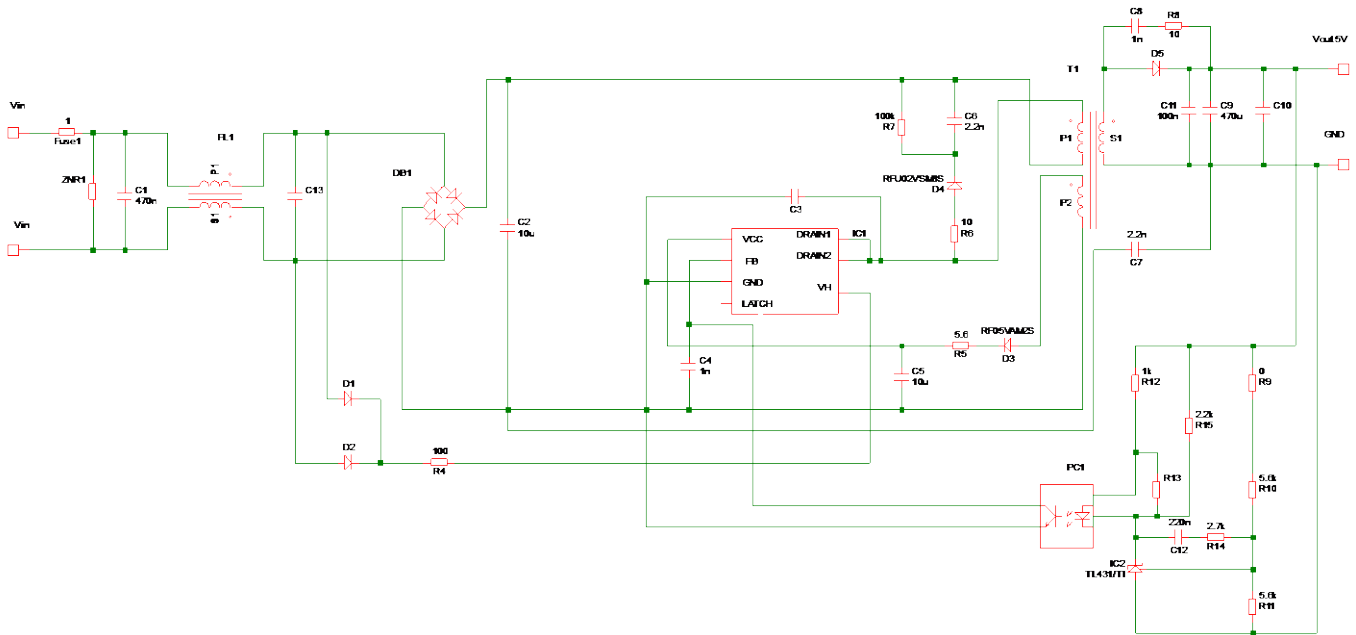 C8
1n
R8
10
Vout 5V
D5
T1
C11
100n
C9
470u
C10
GND
Vin
1
Fuse1
FL1
P1
S1
ZNR1
C1
470n
C13
Vin
DB1
C2
10u
100k
R7
C6
2.2n
RFU02VSM8S
D4
10
R6
P1
S1
P2
C3
VCC
FB
GND
LATCH
DRAIN1
DRAIN2
VH
IC1
2.2n
C7
C4
1n
5.6
R5
RF05VAM2S
D3
C5
10u
D1
D2
100
R4
1k
R12
2.2k
R15
0
R9
PC1
R13
5.6k
R10
220n
C12
2.7k
R14
IC2
TL431/TI
5.6k
R11